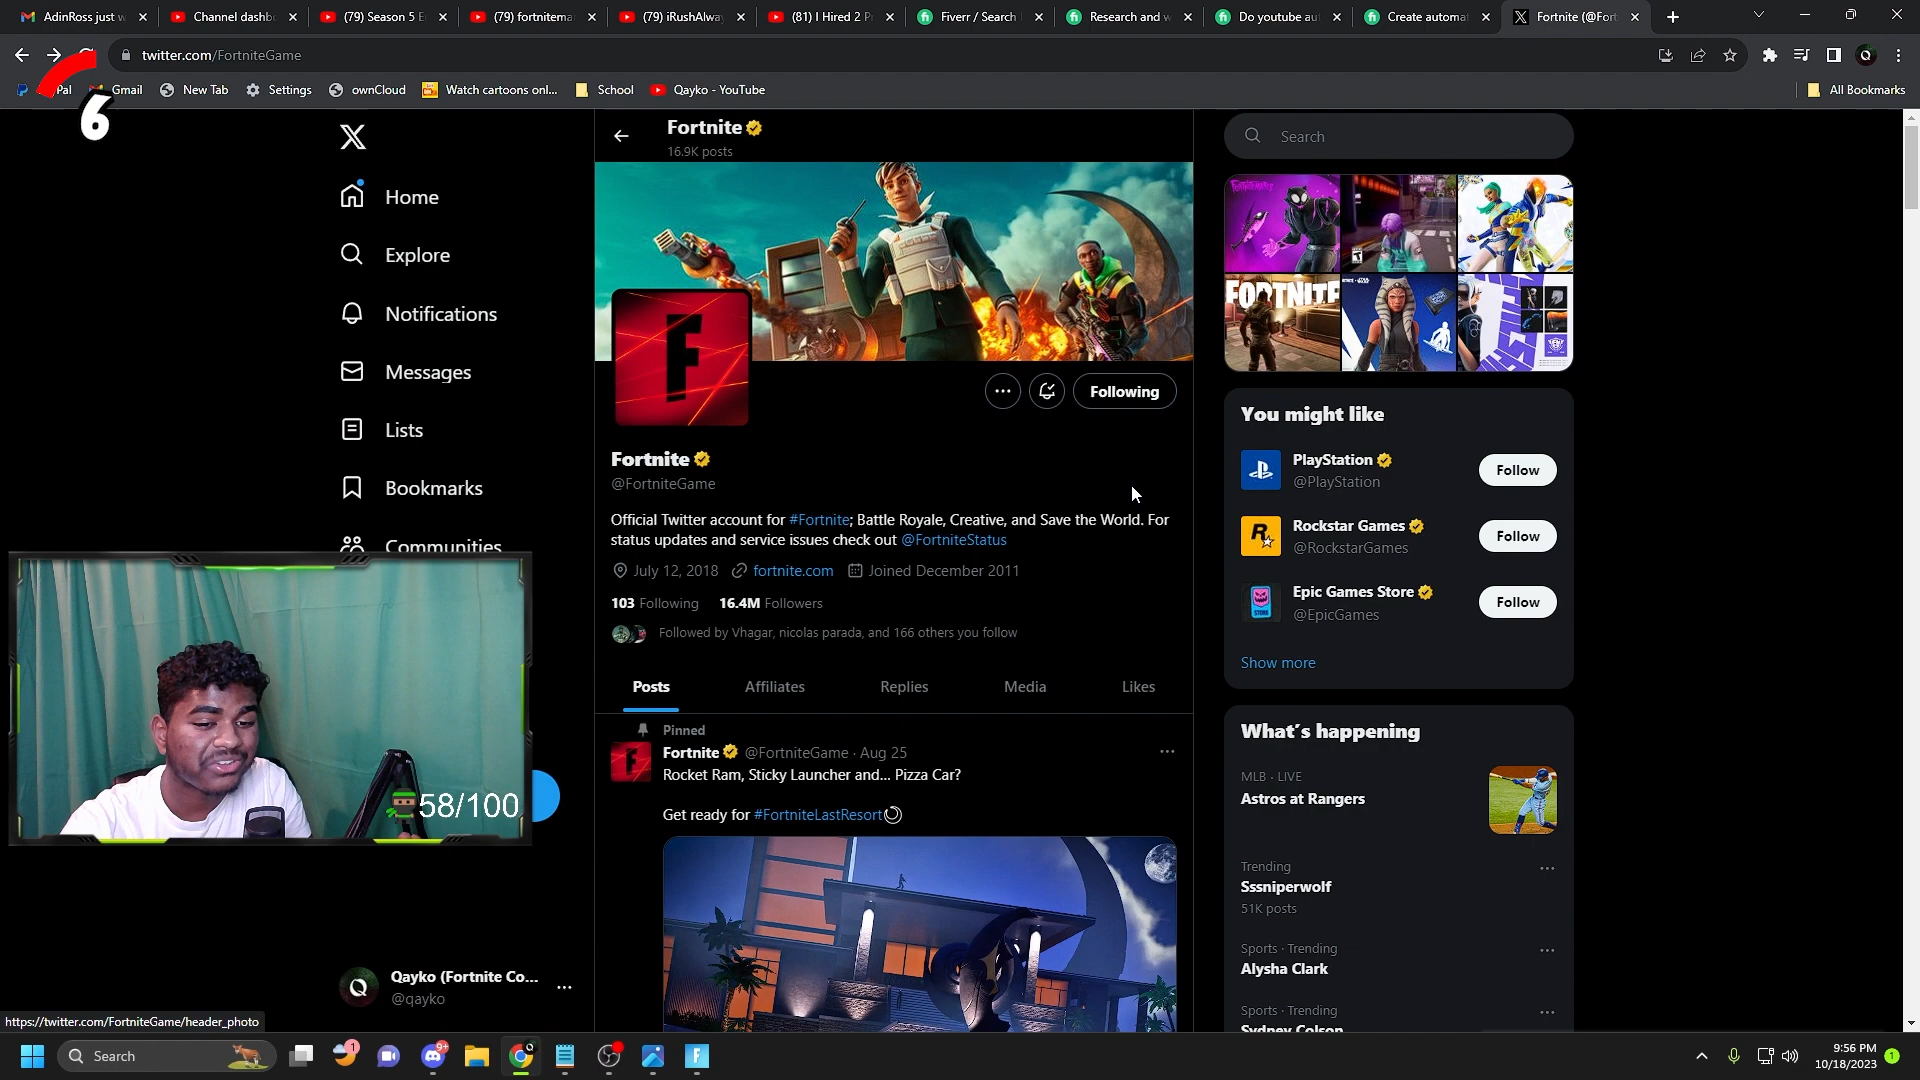 AdinRoss just w
Channel dashb
(79) Season 5 E
(79) fortnitema
(79) iRushAlwa
(81) I Hired 2 P
Fiverr / Search
Research and w
Do youtube au
Create automat
Fortnite (@Fort
twitter.com/FortniteGame
Pal
Gmail
New Tab
Settings
ownCloud
Watch cartoons onl...
School
Qayko - YouTube
All Bookmarks
6
Home
Explore
Notifications
Messages
Lists
Bookmarks
Communities
58/100
Qayko (Fortnite Co...
@qayko
https://twitter.com/FortniteGame/header_photo
Fortnite
16.9K posts
F
Following
Fortnite
@FortniteGame
Official Twitter account for #Fortnite; Battle Royale, Creative, and Save the World. For
status updates and service issues check out @FortniteStatus
July 12, 2018 fortnite.com Joined December 2011
103 Following 16.4M Followers
Followed by Vhagar, nicolas parada, and 166 others you follow
Posts
Affiliates
Replies
Media
Likes
Pinned
Fortnite @FortniteGame · Aug 25
Rocket Ram, Sticky Launcher and... Pizza Car?
Get ready for #FortniteLastResort
Search
FORTNITE
You might like
PlayStation
@PlayStation
Follow
Rockstar Games
@RockstarGames
Follow
Epic Games Store
@EpicGames
Follow
Show more
What's happening
MLB · LIVE
Astros at Rangers
Trending
Sssniperwolf
51K posts
Sports · Trending
Alysha Clark
Sports · Trending
Sydney Colson
Search
1
9+
9:56 PM
10/18/2023
1